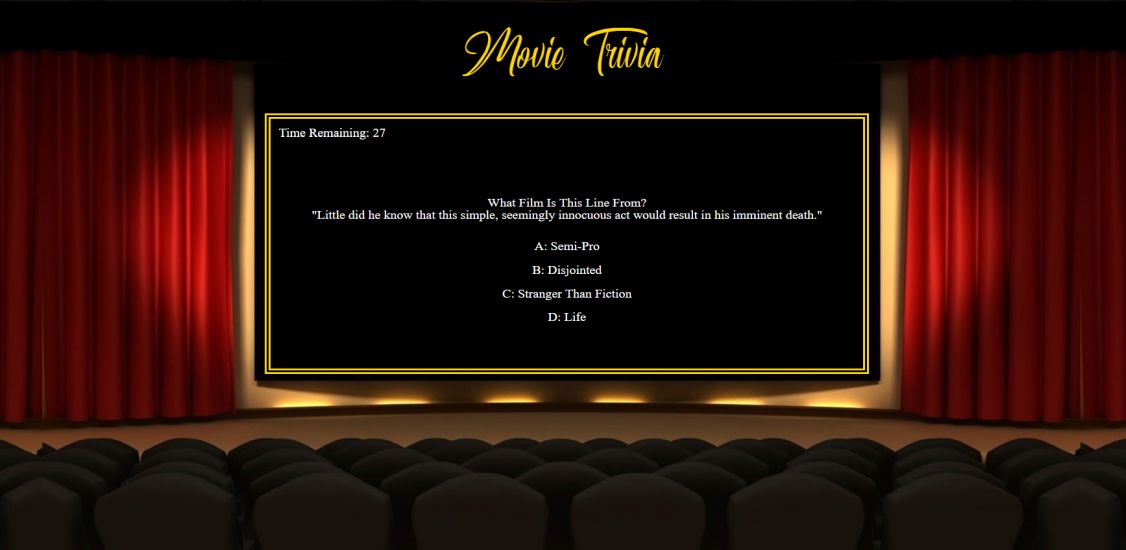 Movie Trivia
Time Remaining: 27
What Film Is This Line From?
"Little did he know that this simple, seemingly innocuous act would result in his imminent death."
A: Semi-Pro
B: Disjointed
C: Stranger Than Fiction
D: Life